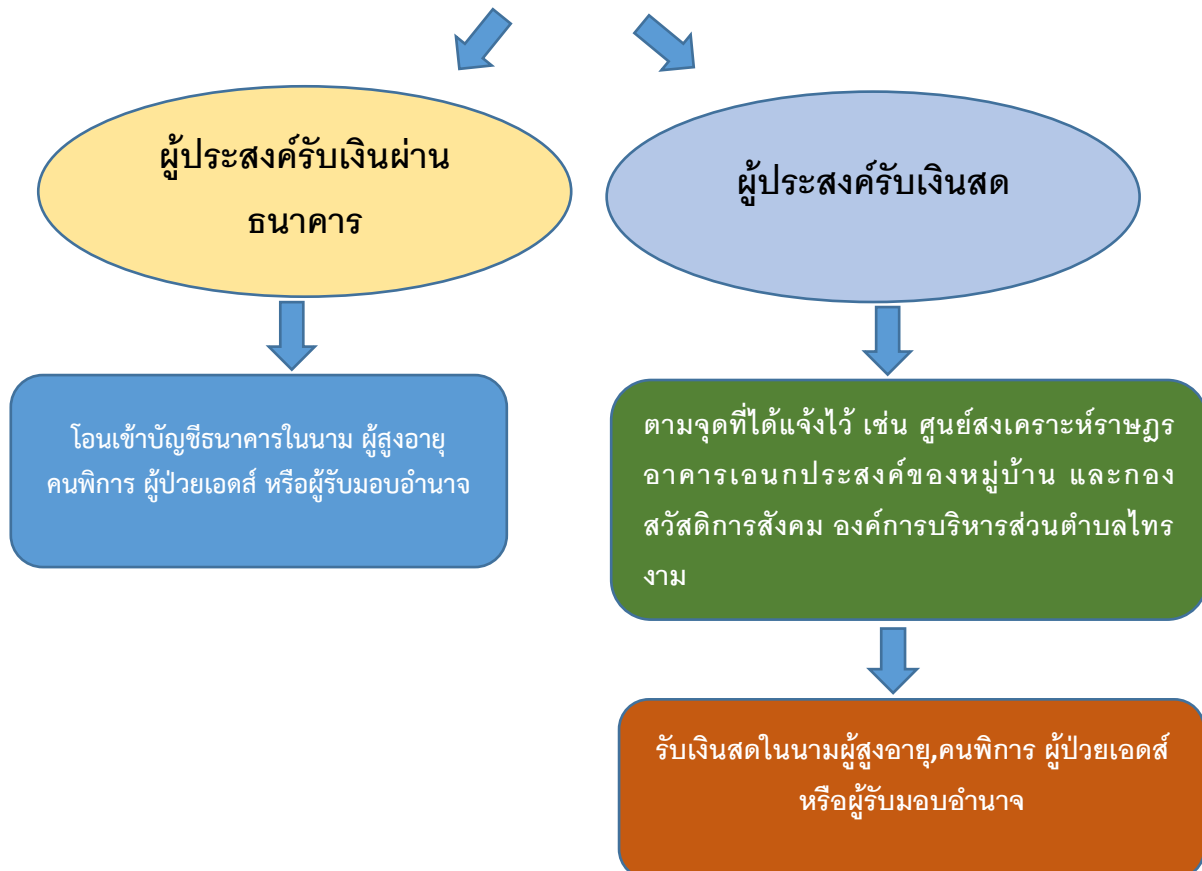 ผู้ประสงค์รับเงินผ่าน
ธนาคาร
ผู้ประสงค์รับเงินสด
โอนเข้าบัญชีธนาคารในนาม ผู้สูงอายุ
คนพิการ ผู้ป่วยเอดส์ หรือผู้รับมอบอำนาจ
ตามจุดที่ได้แจ้งไว้ เช่น ศูนย์สงเคราะห์ราษฎร
อาคารเอนกประสงค์ของหมู่บ้าน และกอง
สวัสดิการสังคม องค์การบริหารส่วนตำบลไทร
งาม
รับเงินสดในนามผู้สูงอายุ,คนพิการ ผู้ป่วยเอดส์
หรือผู้รับมอบอำนาจ